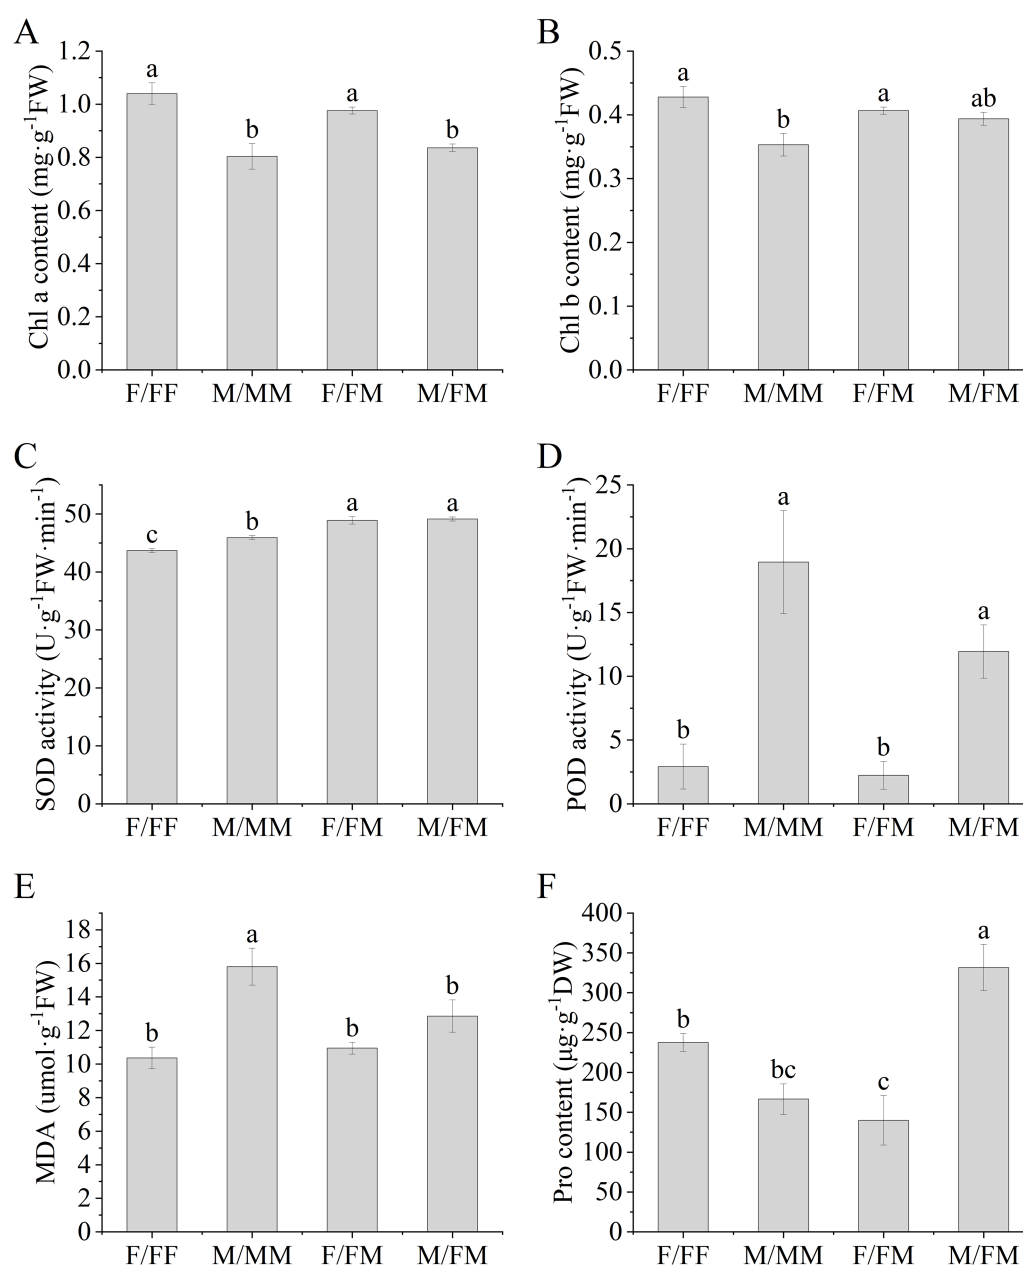 A
Chl a content (mg·g-1FW)
1.2
1.0
0.8
0.6
0.4
0.2
0.0
a
b
a
b
F/FF M/MM F/FM M/FM
B
Chl b content (mg·g-1FW)
0.5
0.4
0.3
0.2
0.1
0.0
a
b
a
ab
F/FF M/MM F/FM M/FM
C
SOD activity (U·g-1FW·min-1)
50
40
30
20
10
0
c
b
a
a
F/FF M/MM F/FM M/FM
D
POD activity (U·g-1FW·min-1)
25
20
15
10
5
0
b
a
b
a
F/FF M/MM F/FM M/FM
E
MDA (umol·g-1FW)
18
16
14
12
10
8
6
4
2
0
b
a
b
b
F/FF M/MM F/FM M/FM
F
Pro content (μg·g-1DW)
400
350
300
250
200
150
100
50
0
b
bc
c
a
F/FF M/MM F/FM M/FM